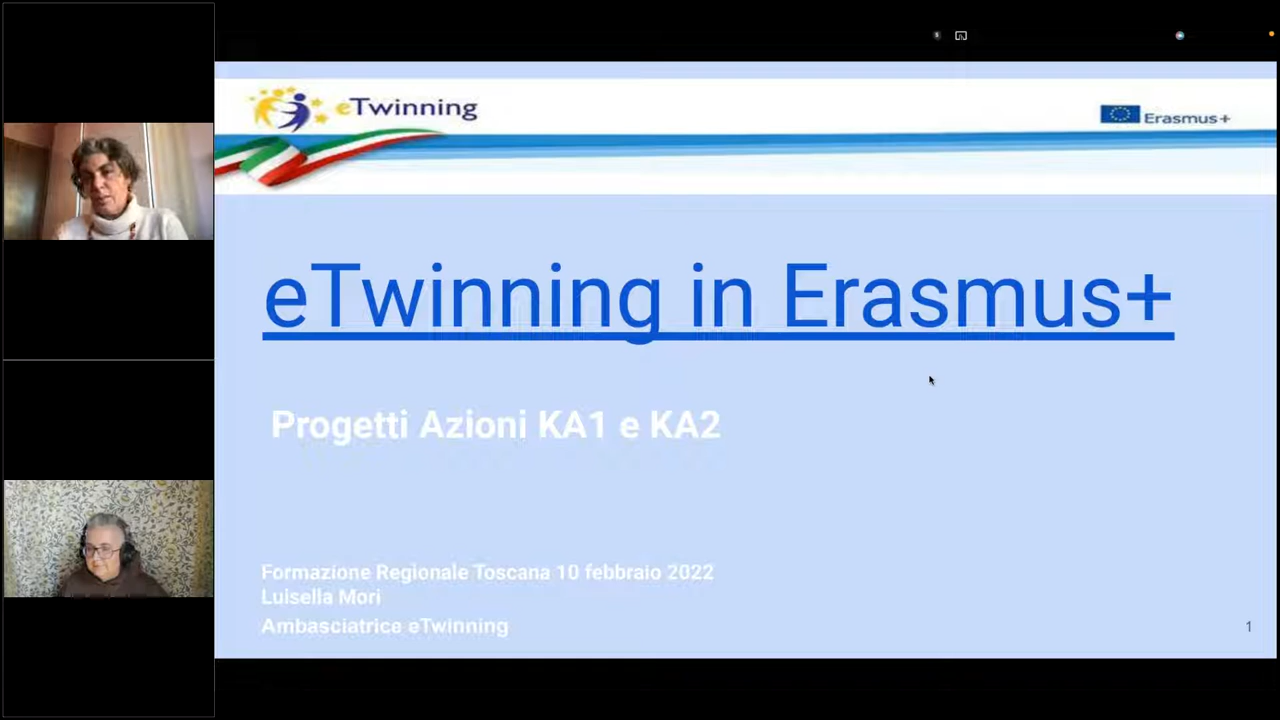 eTwinning
Erasmus+
eTwinning in Erasmus+
Progetti Azioni KA1 e KA2
Formazione Regionale Toscana 10 febbraio 2022
Luisella Mori
Ambasciatrice eTwinning
1